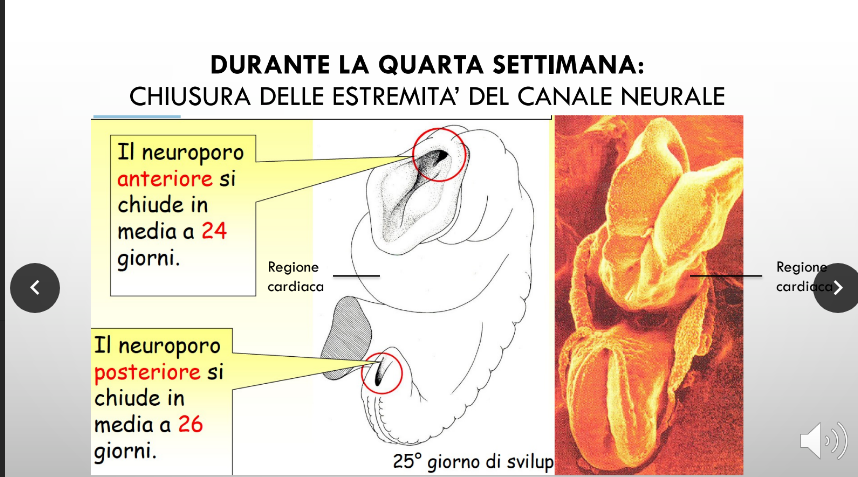 DURANTE LA QUARTA SETTIMANA:
CHIUSURA DELLE ESTREMITA’ DEL CANALE NEURALE
Il neuroporo
anteriore si
chiude in
media a 24
giorni.
Regione
cardiaca
Regione
cardiaca
Il neuroporo
posteriore si
chiude in
media a 26
giorni.
25° giorno di svilup